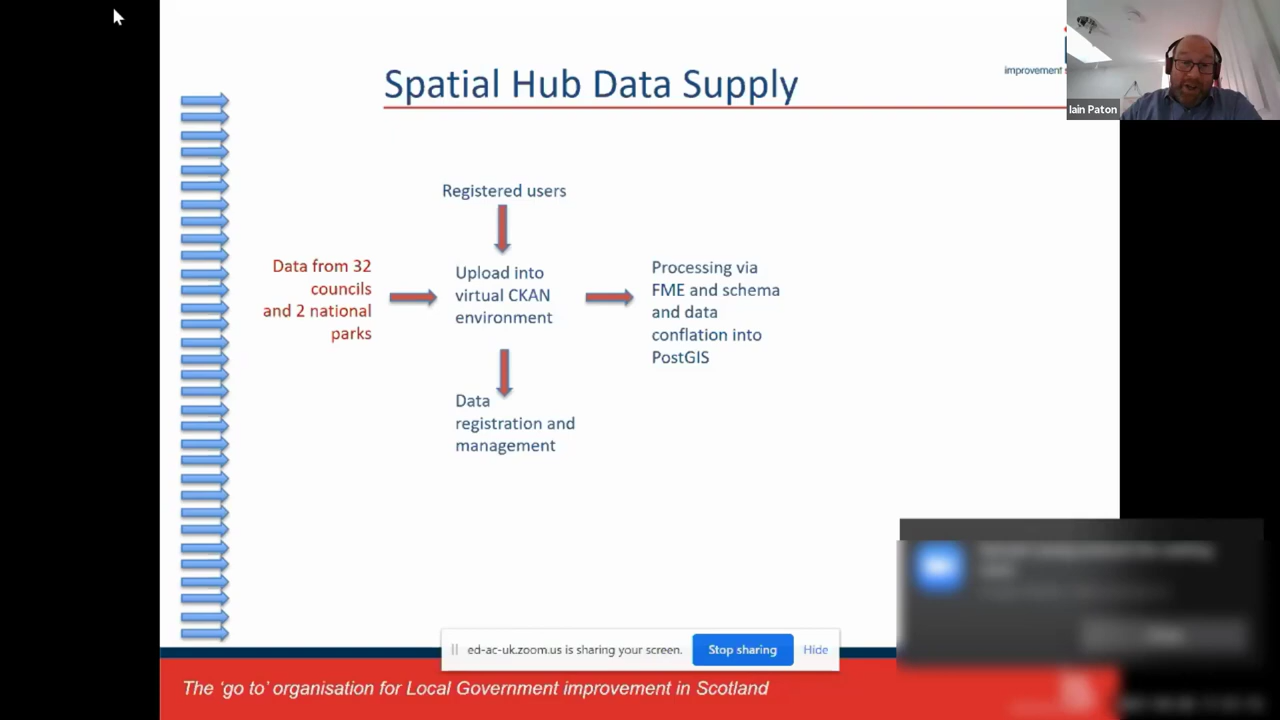 Spatial Hub Data Supply
improvement
Iain Paton
Registered users
Data from 32
councils
and 2 national
parks
Upload into
virtual CKAN
environment
Processing via
FME and schema
and data
conflation into
PostGIS
Data
registration and
management
ed-ac-uk.zoom.us is sharing your screen.
Stop sharing
Hide
The ‘go to’ organisation for Local Government improvement in Scotland